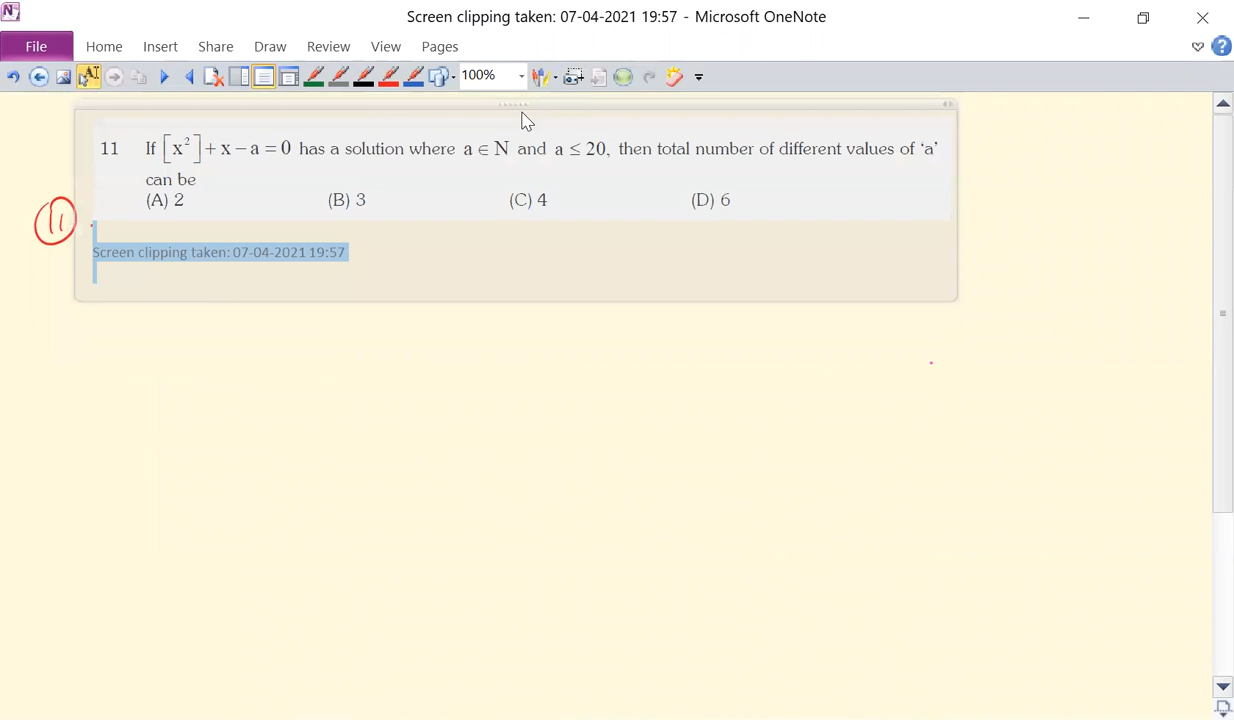 Screen clipping taken: 07-04-2021 19:57 - Microsoft OneNote
File Home Insert Share Draw Review View Pages
100%
11 If [x²] + x − a = 0 has a solution where a ∈ N and a ≤ 20, then total number of different values of ‘a’
can be
(A) 2 (B) 3 (C) 4 (D) 6
11
Screen clipping taken: 07-04-2021 19:57